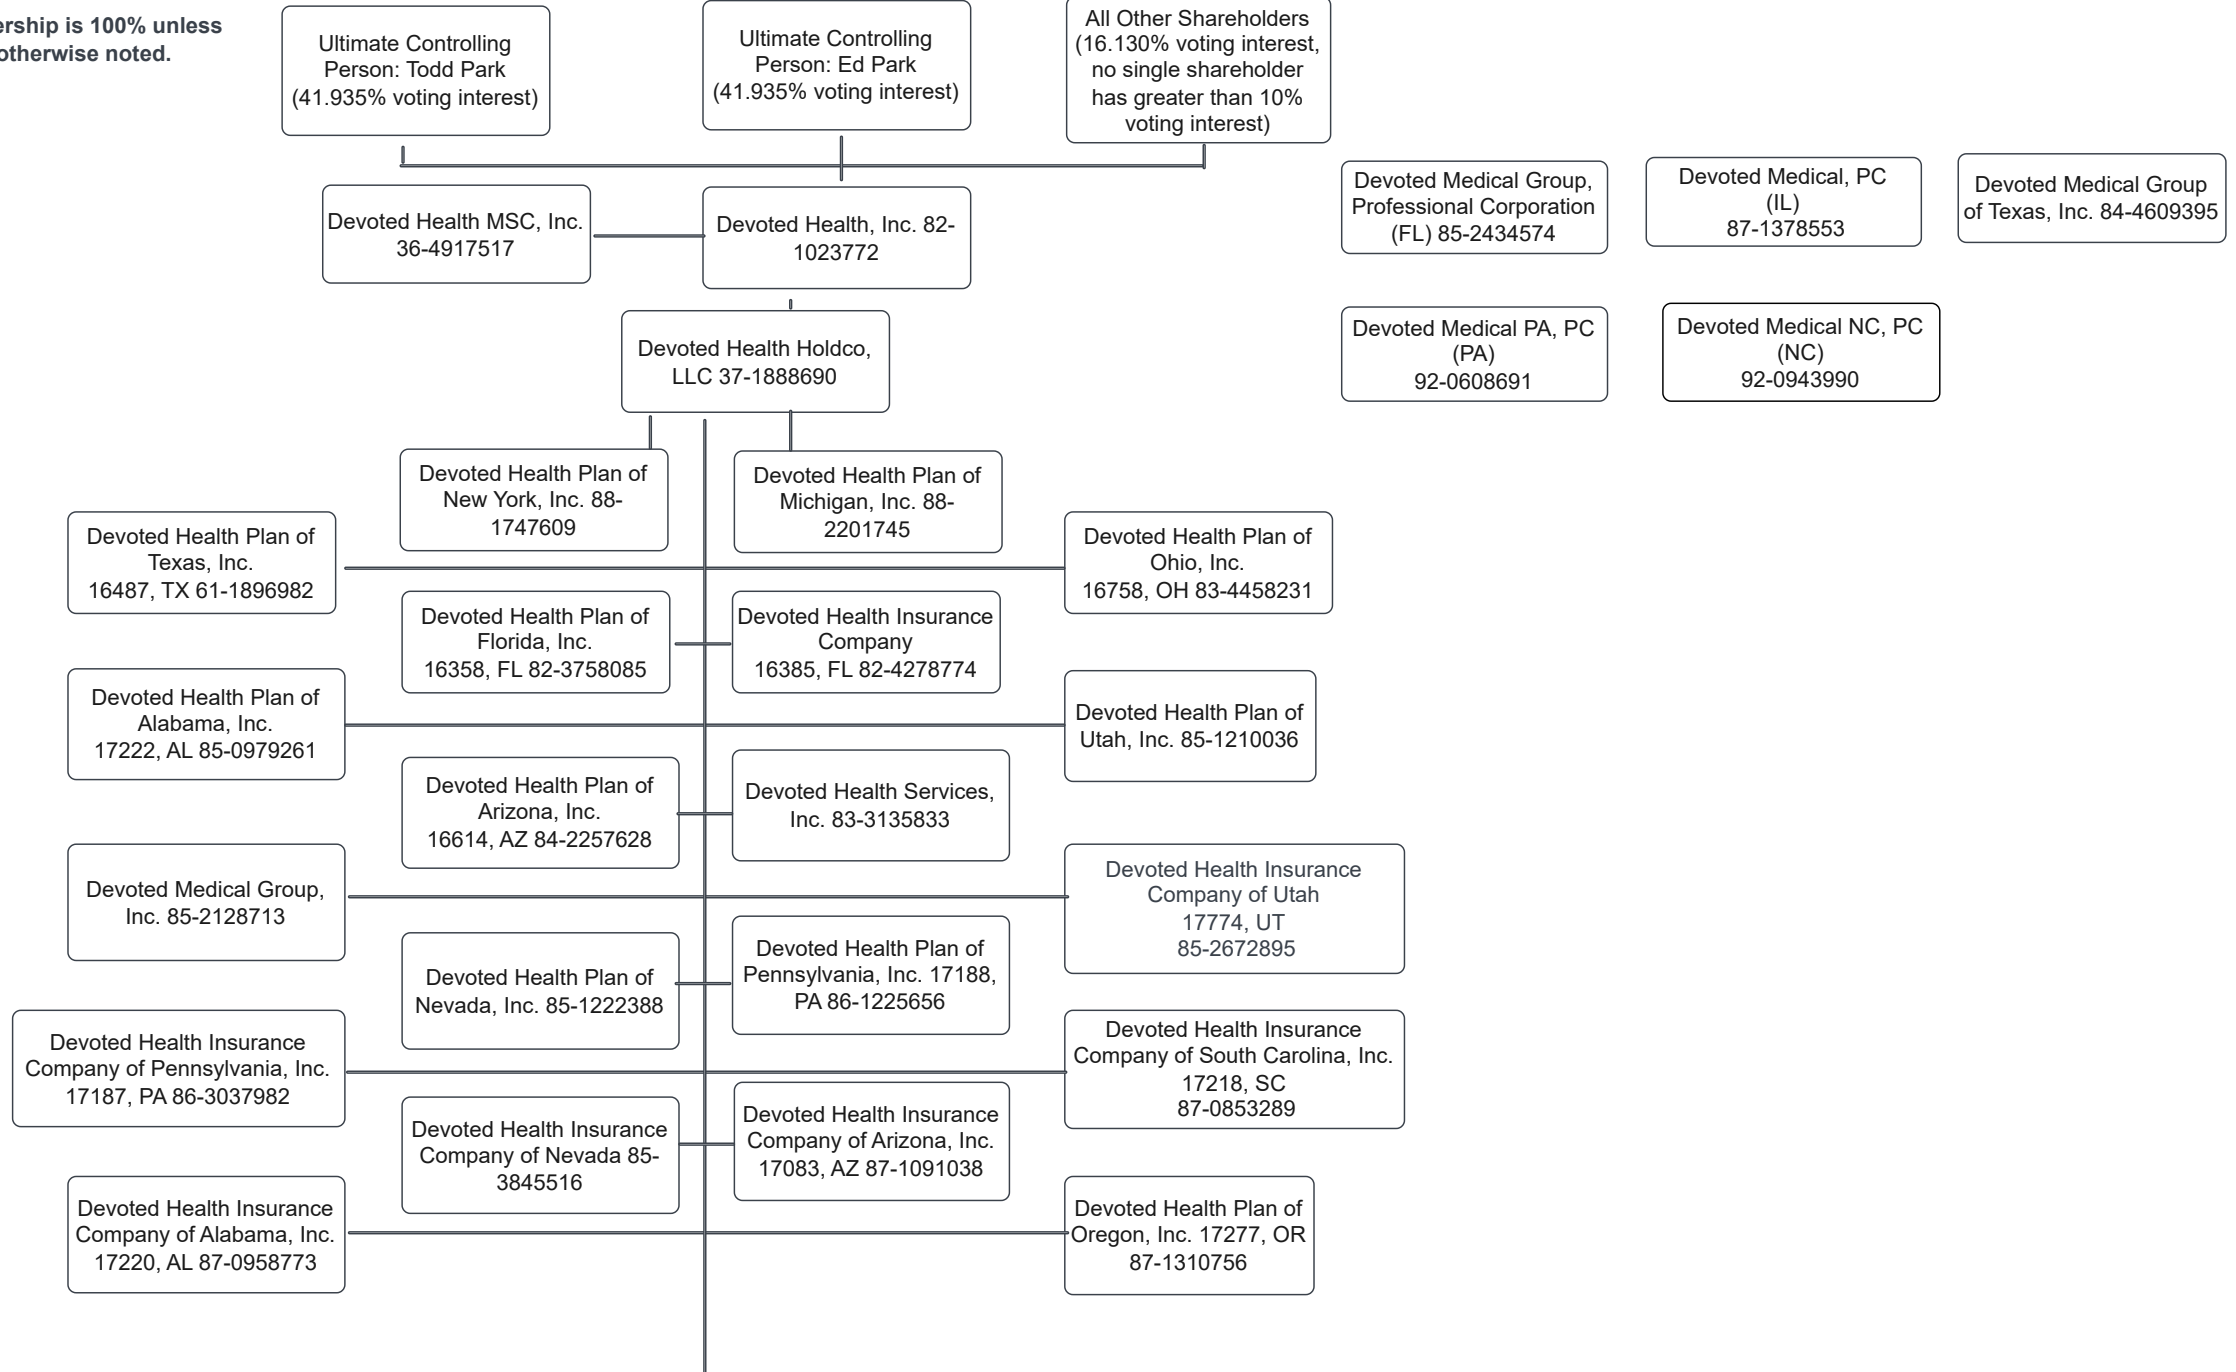 ership is 100% unless
otherwise noted.
Ultimate Controlling
Person: Todd Park
(41.935% voting interest)
Ultimate Controlling
Person: Ed Park
(41.935% voting interest)
All Other Shareholders
(16.130% voting interest,
no single shareholder
has greater than 10%
voting interest)
Devoted Medical Group,
Professional Corporation
(FL) 85-2434574
Devoted Medical, PC
(IL)
87-1378553
Devoted Medical Group
of Texas, Inc. 84-4609395
Devoted Health MSC, Inc.
36-4917517
Devoted Health, Inc. 82-
1023772
Devoted Health Holdco,
LLC 37-1888690
Devoted Medical PA, PC
(PA)
92-0608691
Devoted Medical NC, PC
(NC)
92-0943990
Devoted Health Plan of
New York, Inc. 88-
1747609
Devoted Health Plan of
Michigan, Inc. 88-
2201745
Devoted Health Plan of
Texas, Inc.
16487, TX 61-1896982
Devoted Health Plan of
Ohio, Inc.
16758, OH 83-4458231
Devoted Health Plan of
Florida, Inc.
16358, FL 82-3758085
Devoted Health Insurance
Company
16385, FL 82-4278774
Devoted Health Plan of
Alabama, Inc.
17222, AL 85-0979261
Devoted Health Plan of
Utah, Inc. 85-1210036
Devoted Health Plan of
Arizona, Inc.
16614, AZ 84-2257628
Devoted Health Services,
Inc. 83-3135833
Devoted Medical Group,
Inc. 85-2128713
Devoted Health Insurance
Company of Utah
17774, UT
85-2672895
Devoted Health Plan of
Nevada, Inc. 85-1222388
Devoted Health Plan of
Pennsylvania, Inc. 17188,
PA 86-1225656
Devoted Health Insurance
Company of Pennsylvania, Inc.
17187, PA 86-3037982
Devoted Health Insurance
Company of South Carolina, Inc.
17218, SC
87-0853289
Devoted Health Insurance
Company of Nevada 85-
3845516
Devoted Health Insurance
Company of Arizona, Inc.
17083, AZ 87-1091038
Devoted Health Insurance
Company of Alabama, Inc.
17220, AL 87-0958773
Devoted Health Plan of
Oregon, Inc. 17277, OR
87-1310756